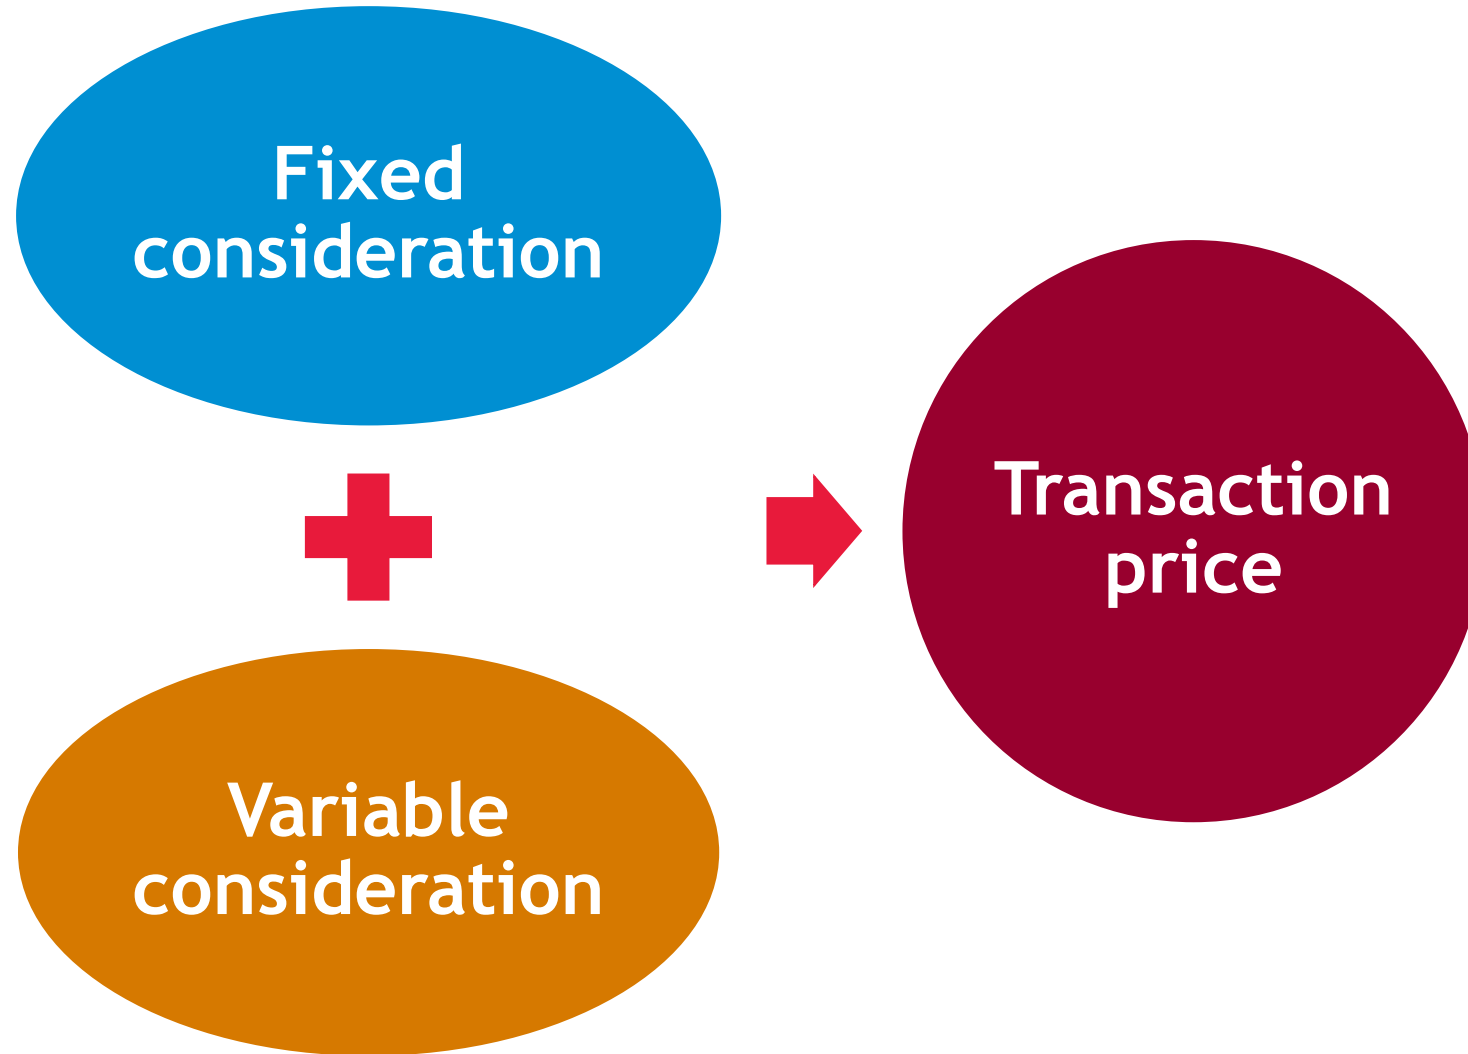 Fixed
consideration
Variable
consideration
Transaction
price